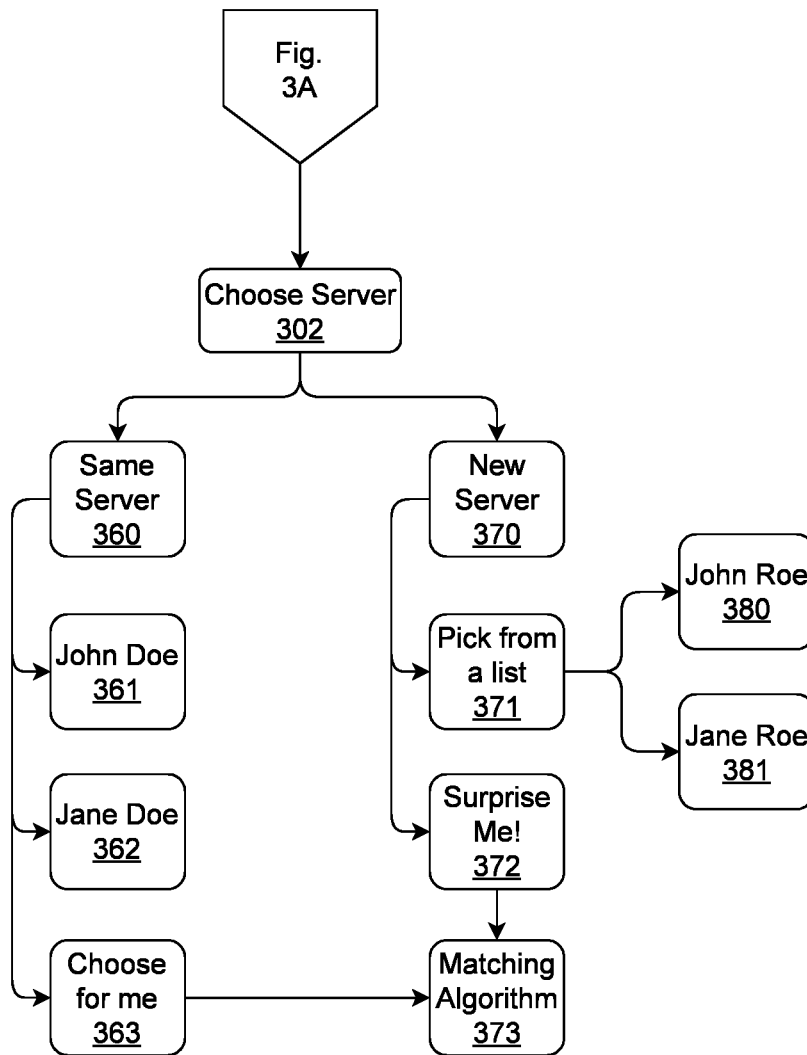 Fig.
3A
Choose Server
302
Same
Server
360
New
Server
370
John Doe
361
Pick from
a list
371
John Roe
380
Jane Roe
381
Jane Doe
362
Surprise
Me!
372
Choose
for me
363
Matching
Algorithm
373